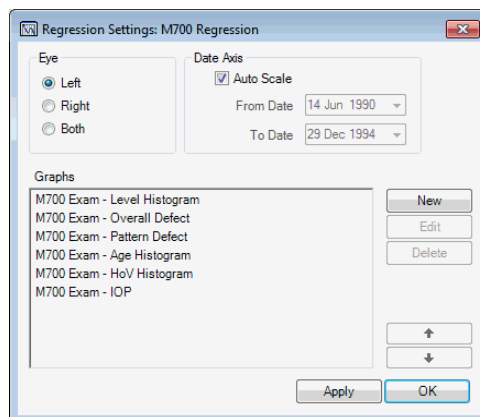 Regression Settings: M700 Regression
Eye
Left
Right
Both
Date Axis
Auto Scale
From Date 14 Jun 1990
To Date 29 Dec 1994
Graphs
M700 Exam - Level Histogram
M700 Exam - Overall Defect
M700 Exam - Pattern Defect
M700 Exam - Age Histogram
M700 Exam - HoV Histogram
M700 Exam - IOP
New
Edit
Delete
Apply
OK